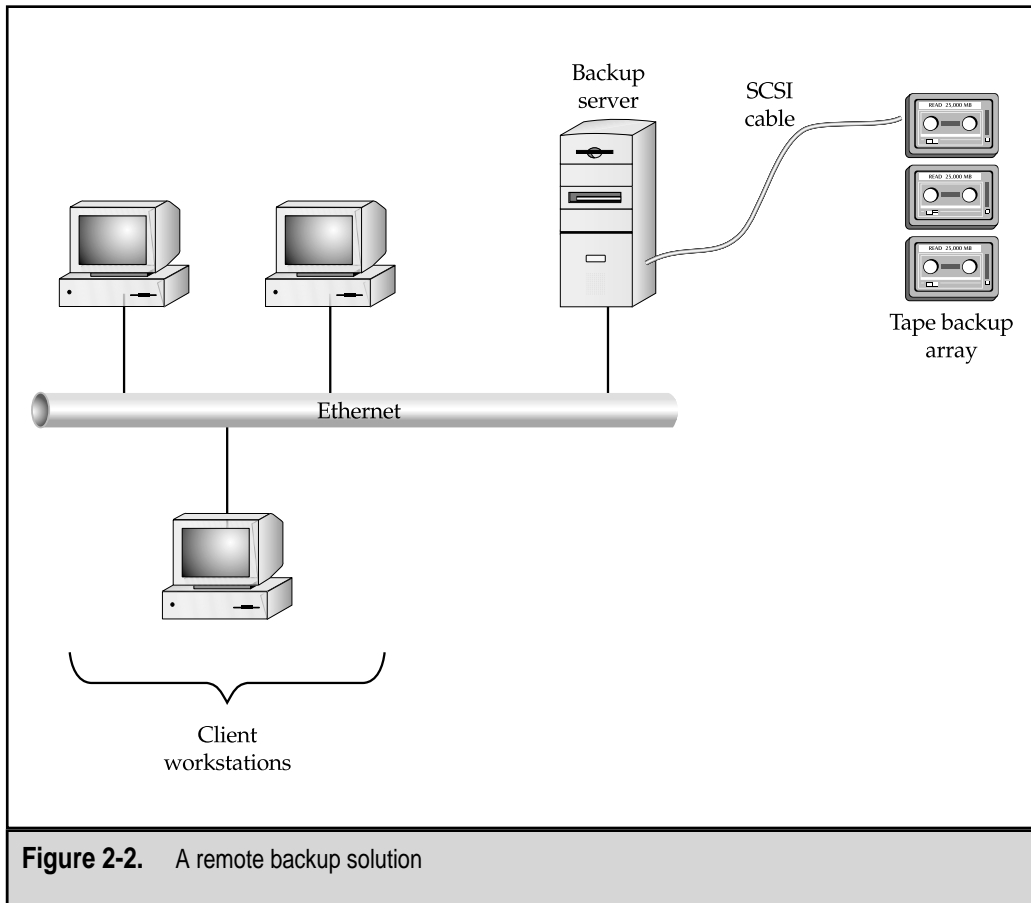 Backup
server
SCSI
cable
READ 25,000 MB
READ 25,000 MB
READ 25,000 MB
Tape backup
array
Ethernet
Client
workstations
Figure 2-2. A remote backup solution